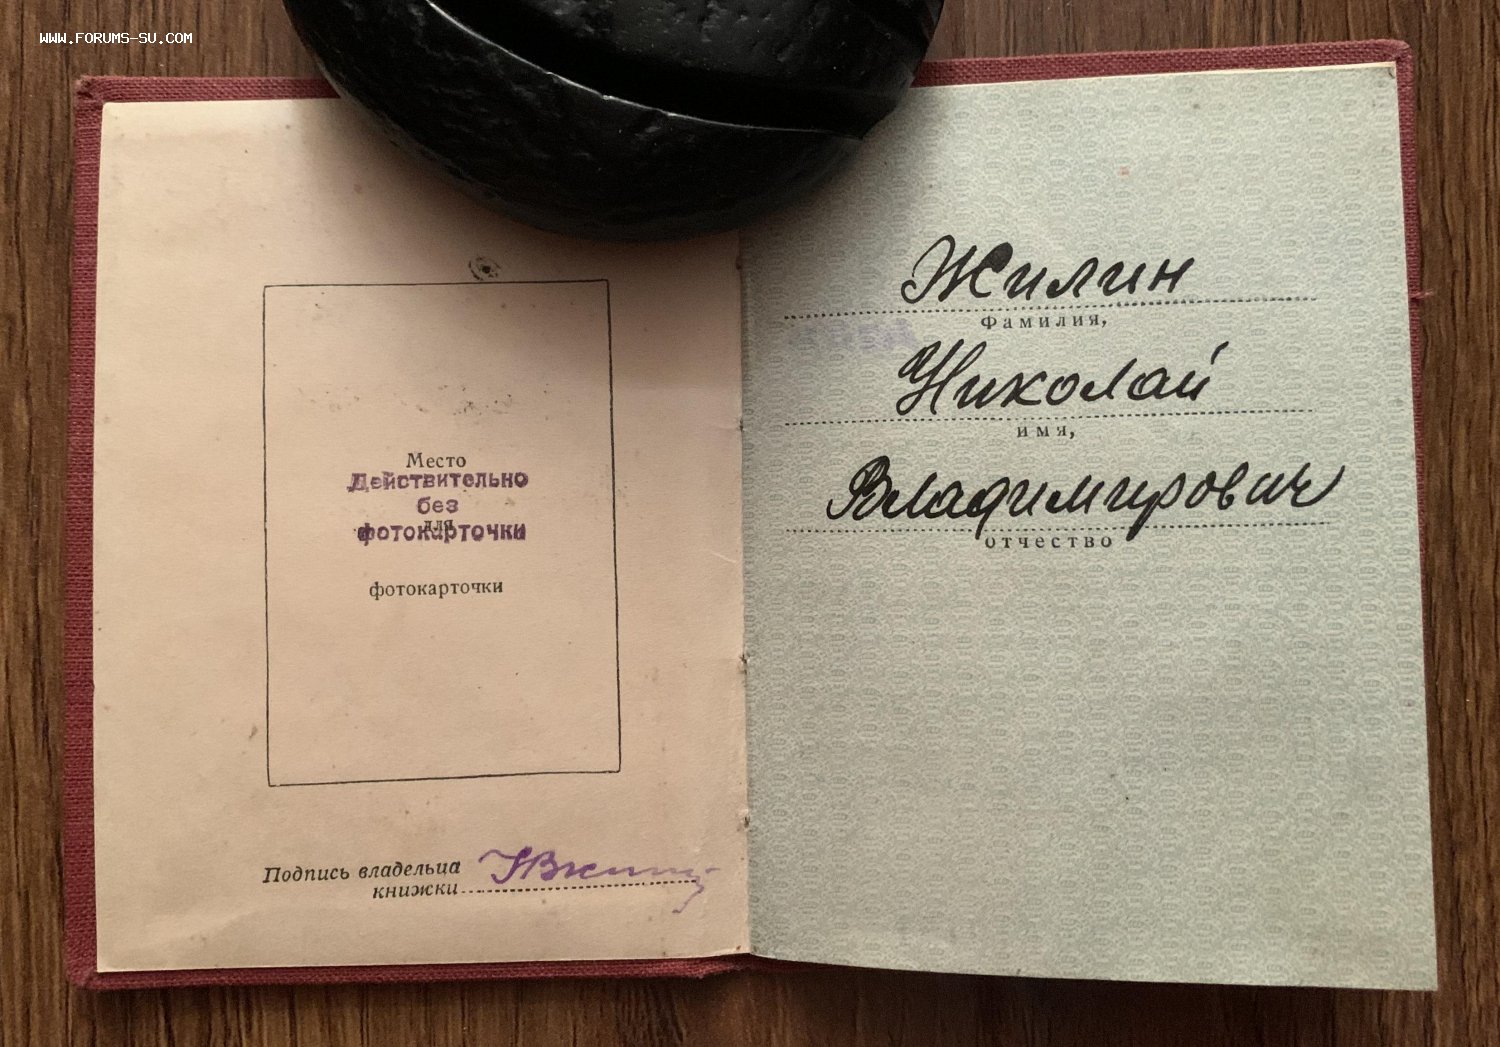 WWW.FORUMS-SU.COM
Место
Действительно
без
для
фотокарточки
фотокарточки
Подпись владельца
книжки
Жилин
Фамилия,
Николай
имя,
Владимирович
отчество